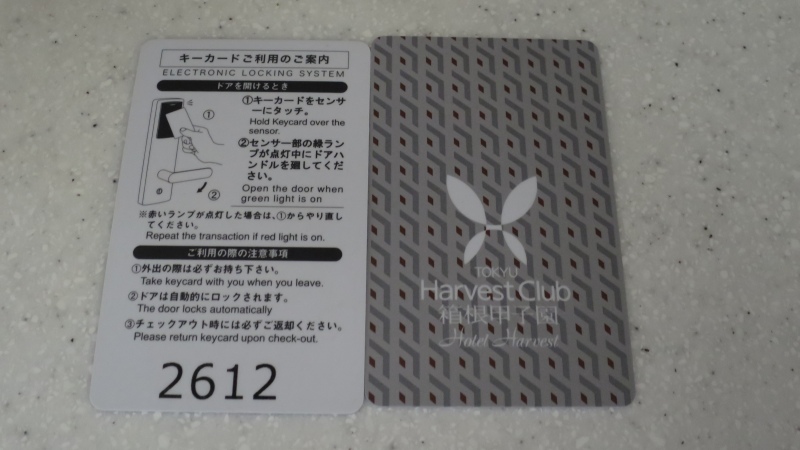 キーカードご利用のご案内
ELECTRONIC LOCKING SYSTEM
ドアを開けるとき
①キーカードをセンサ
ーにタッチ。
Hold Keycard over the
sensor.
②センサー部の緑ラン
プが点灯中にドアハ
ンドルを廻してくださ
い。
Open the door when
green light is on
①
②
※赤いランプが点灯した場合は、①からやり直し
てください。
Repeat the transaction if red light is on.
ご利用の際の注意事項
①外出の際は必ずお持ち下さい。
Take keycard with you when you leave.
②ドアは自動的にロックされます。
The door locks automatically
③チェックアウト時には必ずご返却ください。
Please return keycard upon check-out.
2612
TOKYU
Harvest Club
箱根甲子園
Hotel Harvest